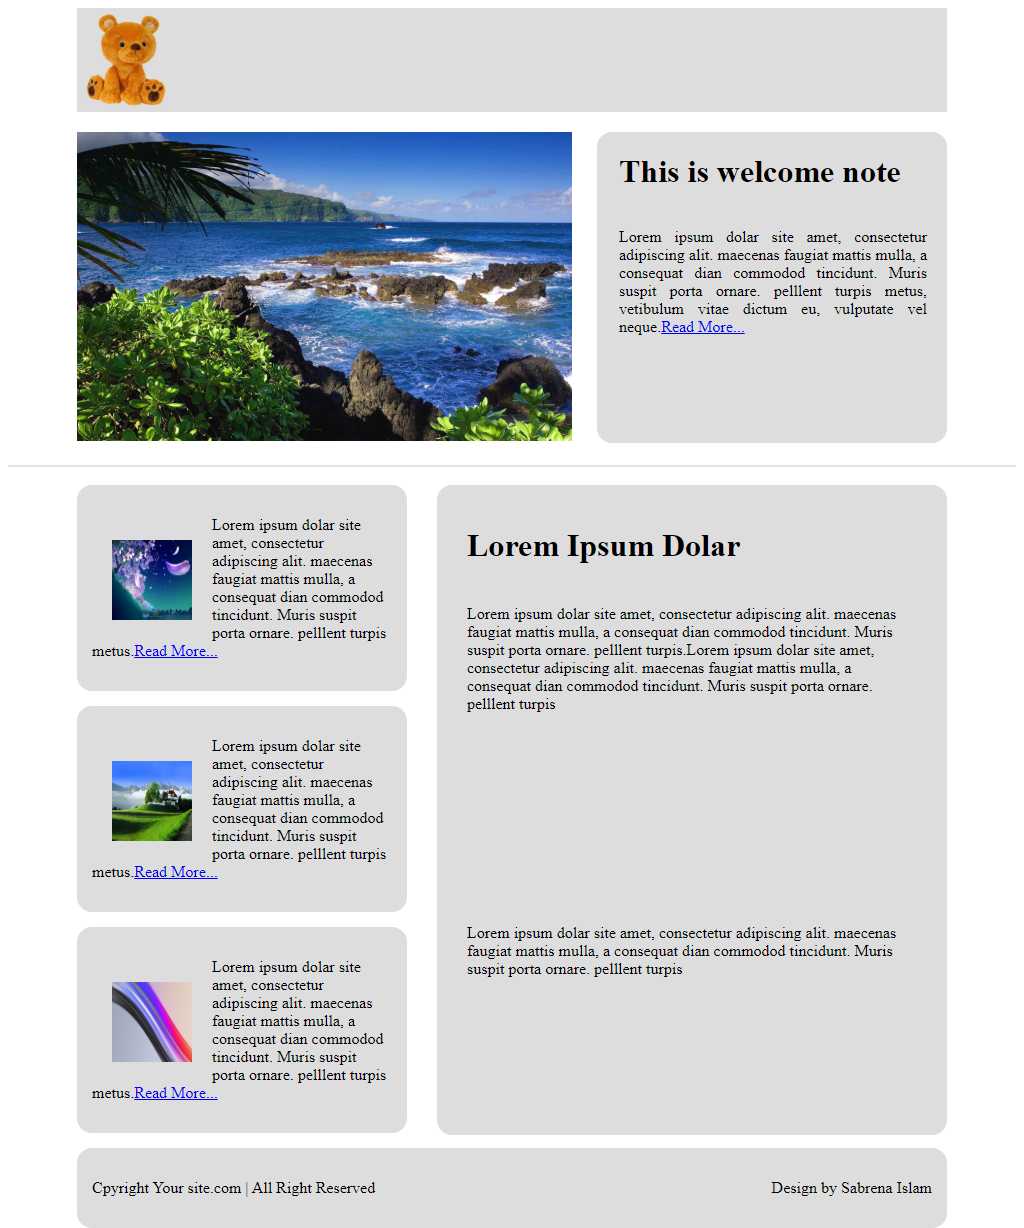 This is welcome note
Lorem ipsum dolar site amet, consectetur
adipiscing alit. maecenas faugiat mattis mulla, a
consequat dian commodod tincidunt. Muris
suspit porta ornare. pelllent turpis metus,
vetibulum vitae dictum eu, vulputate vel
neque.Read More...
Lorem ipsum dolar site
amet, consectetur
adipiscing alit. maecenas
faugiat mattis mulla, a
consequat dian commodod
tincidunt. Muris suspit
porta ornare. pelllent turpis
metus.Read More...
Lorem ipsum dolar site
amet, consectetur
adipiscing alit. maecenas
faugiat mattis mulla, a
consequat dian commodod
tincidunt. Muris suspit
porta ornare. pelllent turpis
metus.Read More...
Lorem ipsum dolar site
amet, consectetur
adipiscing alit. maecenas
faugiat mattis mulla, a
consequat dian commodod
tincidunt. Muris suspit
porta ornare. pelllent turpis
metus.Read More...
Lorem Ipsum Dolar
Lorem ipsum dolar site amet, consectetur adipiscing alit. maecenas
faugiat mattis mulla, a consequat dian commodod tincidunt. Muris
suspit porta ornare. pelllent turpis.Lorem ipsum dolar site amet,
consectetur adipiscing alit. maecenas faugiat mattis mulla, a
consequat dian commodod tincidunt. Muris suspit porta ornare.
pelllent turpis
Lorem ipsum dolar site amet, consectetur adipiscing alit. maecenas
faugiat mattis mulla, a consequat dian commodod tincidunt. Muris
suspit porta ornare. pelllent turpis
Cpyright Your site.com | All Right Reserved
Design by Sabrena Islam